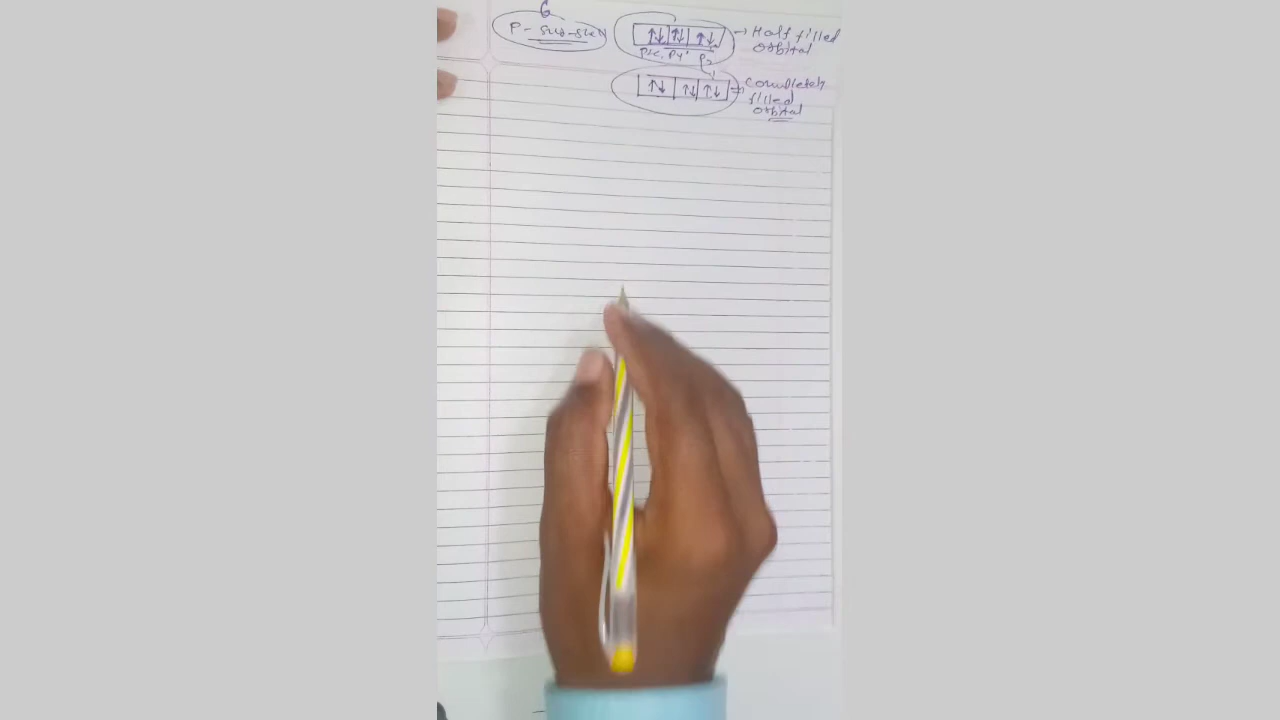 6
P - sub-shell
→ Half filled
orbital
Px, Py, Pz
→ Completely
filled
orbital